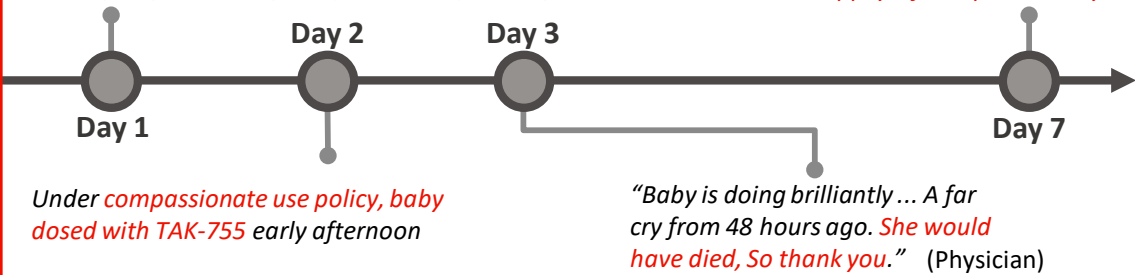 Day 2
Day 3
Day 1
Day 7
Under compassionate use policy, baby
dosed with TAK-755 early afternoon
“Baby is doing brilliantly ... A far
cry from 48 hours ago. She would
have died, So thank you.” (Physician)